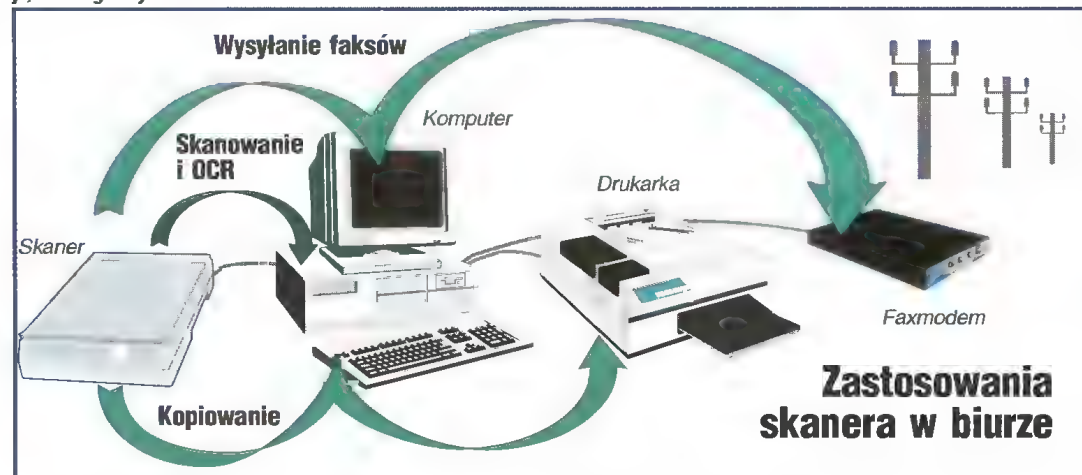 Wysyłanie faksów
Komputer
Skanowanie
i OCR
Drukarka
Skaner
Faxmodem
Kopiowanie
Zastosowania
skanera w biurze